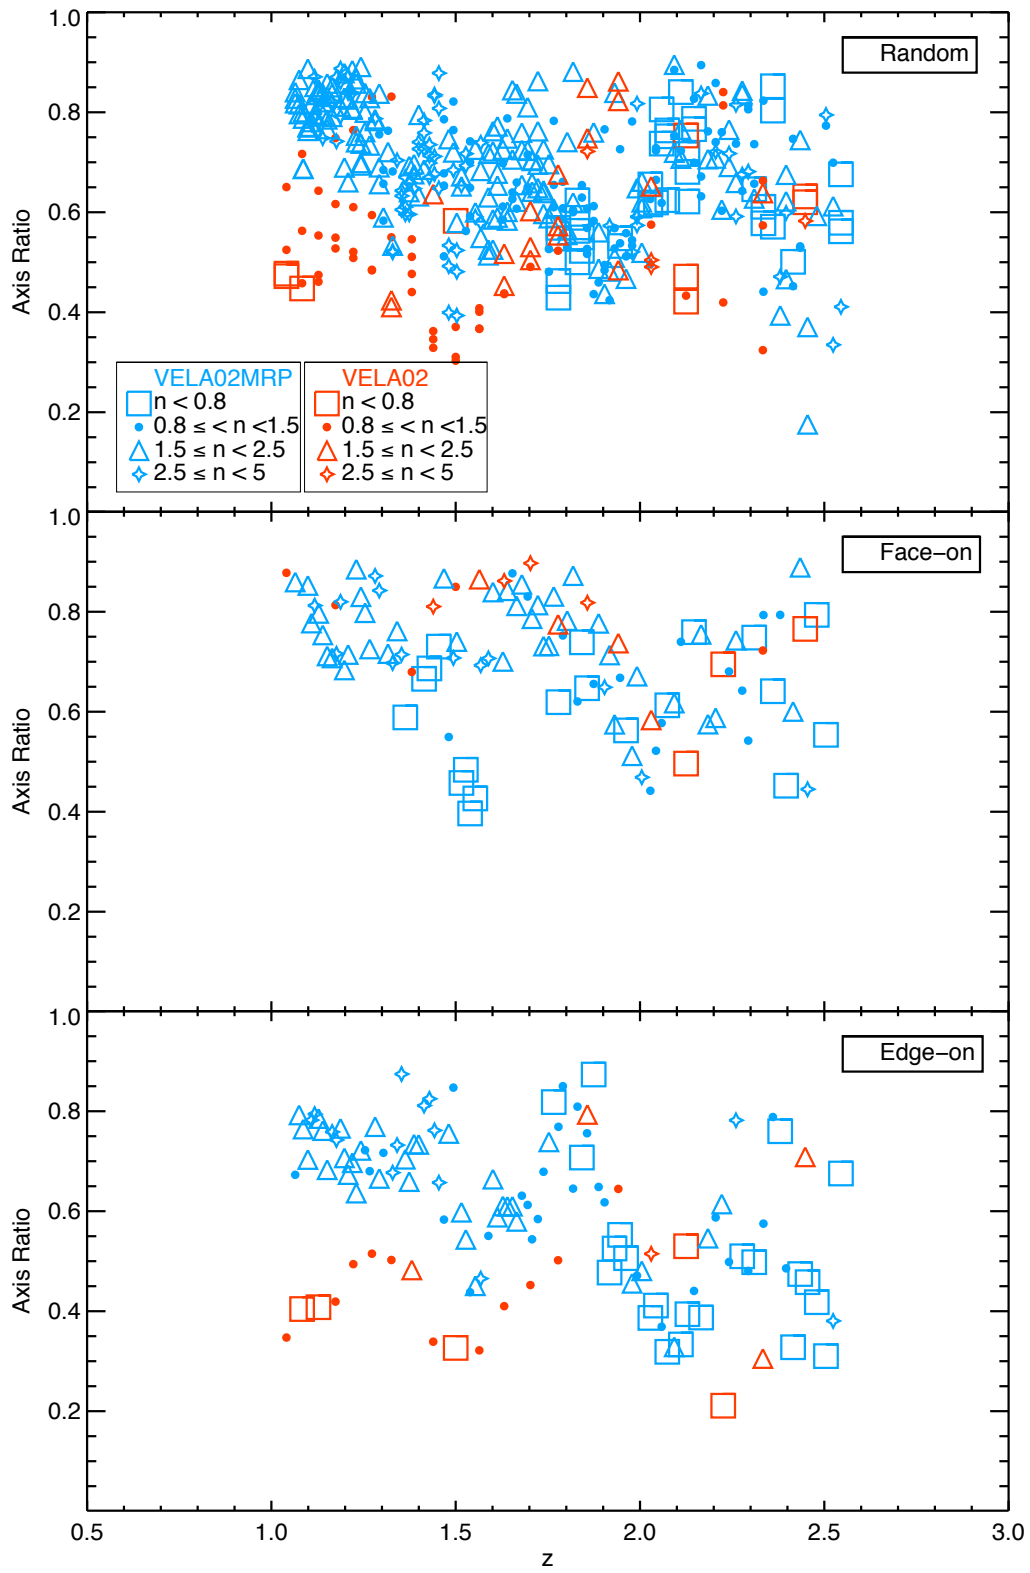 1.0
Random
0.8
0.6
Axis Ratio
0.4
VELA02MRP VELA02
n < 0.8 n < 0.8
0.8 ≤ < n <1.5 0.8 ≤ < n <1.5
1.5 ≤ n < 2.5 1.5 ≤ n < 2.5
2.5 ≤ n < 5 2.5 ≤ n < 5
0.2
1.0
Face−on
0.8
0.6
Axis Ratio
0.4
0.2
1.0
Edge−on
0.8
0.6
Axis Ratio
0.4
0.2
0.5 1.0 1.5 2.0 2.5 3.0
z